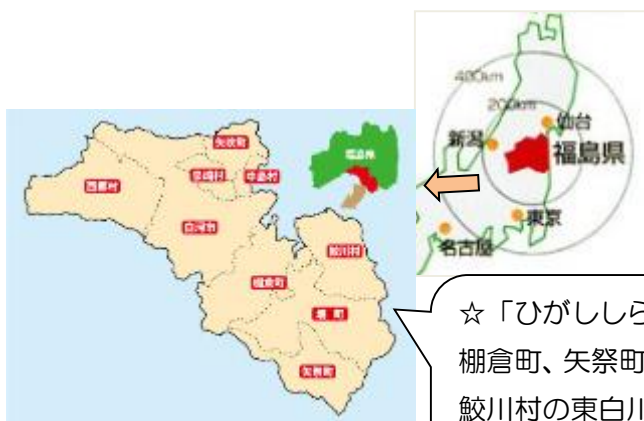 400km
200km
仙台
新潟
福島県
東京
名古屋
矢吹町
泉崎村
中島村
西郷村
白河市
福島県
鮫川村
棚倉町
塙町
矢祭町
☆「ひがししら
棚倉町、矢祭町
鮫川村の東白川